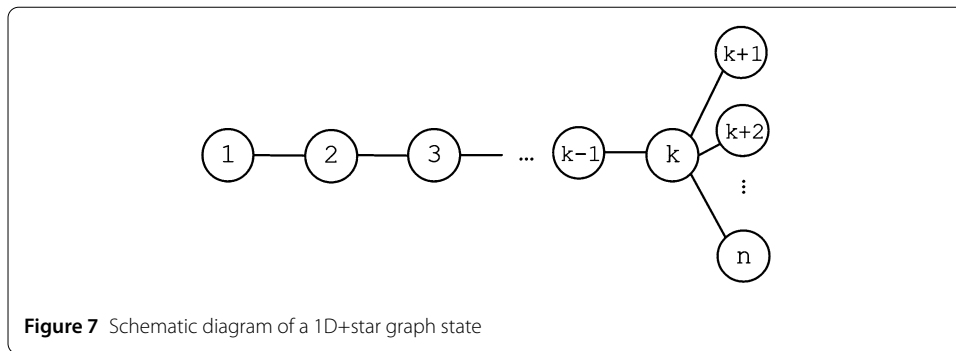 k+1
k+2
1 2 3 ... k-1 k
⋮
n
Figure 7 Schematic diagram of a 1D+star graph state